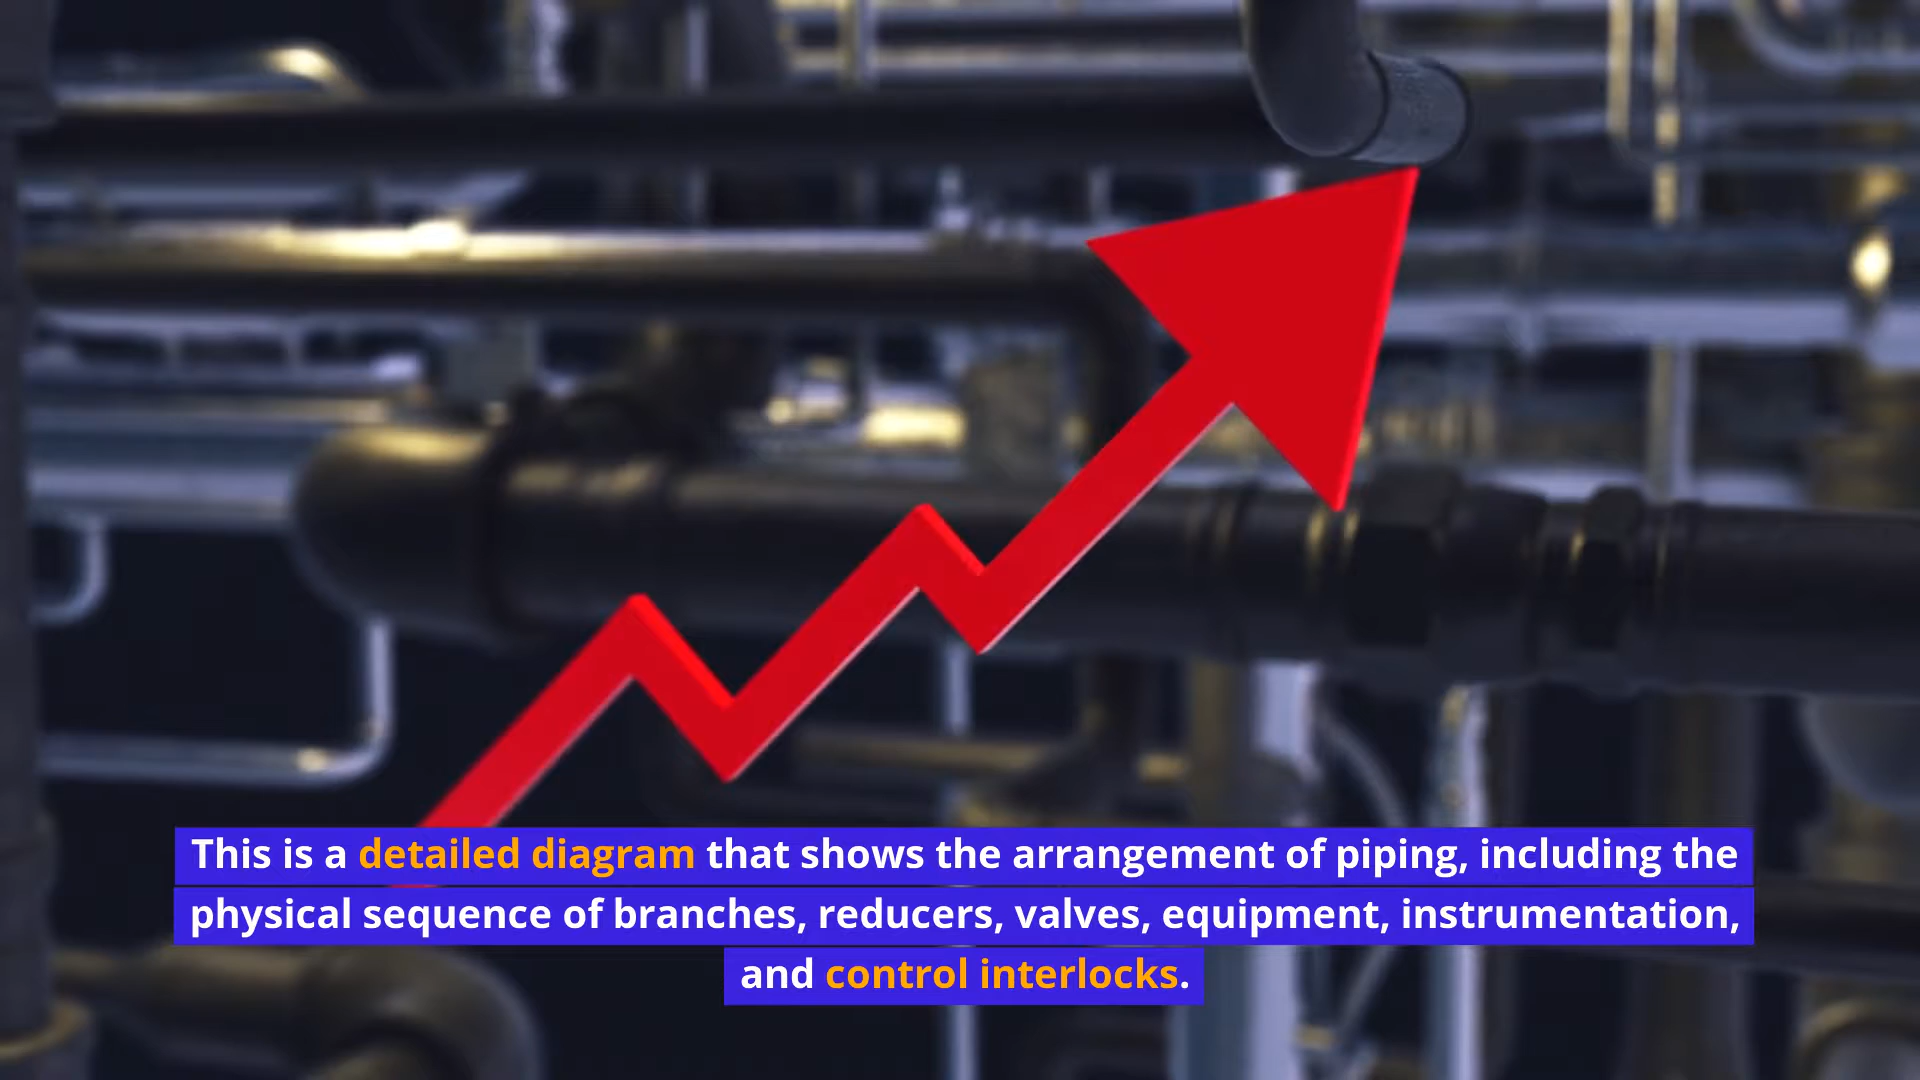 This is a detailed diagram that shows the arrangement of piping, including the
physical sequence of branches, reducers, valves, equipment, instrumentation,
and control interlocks.